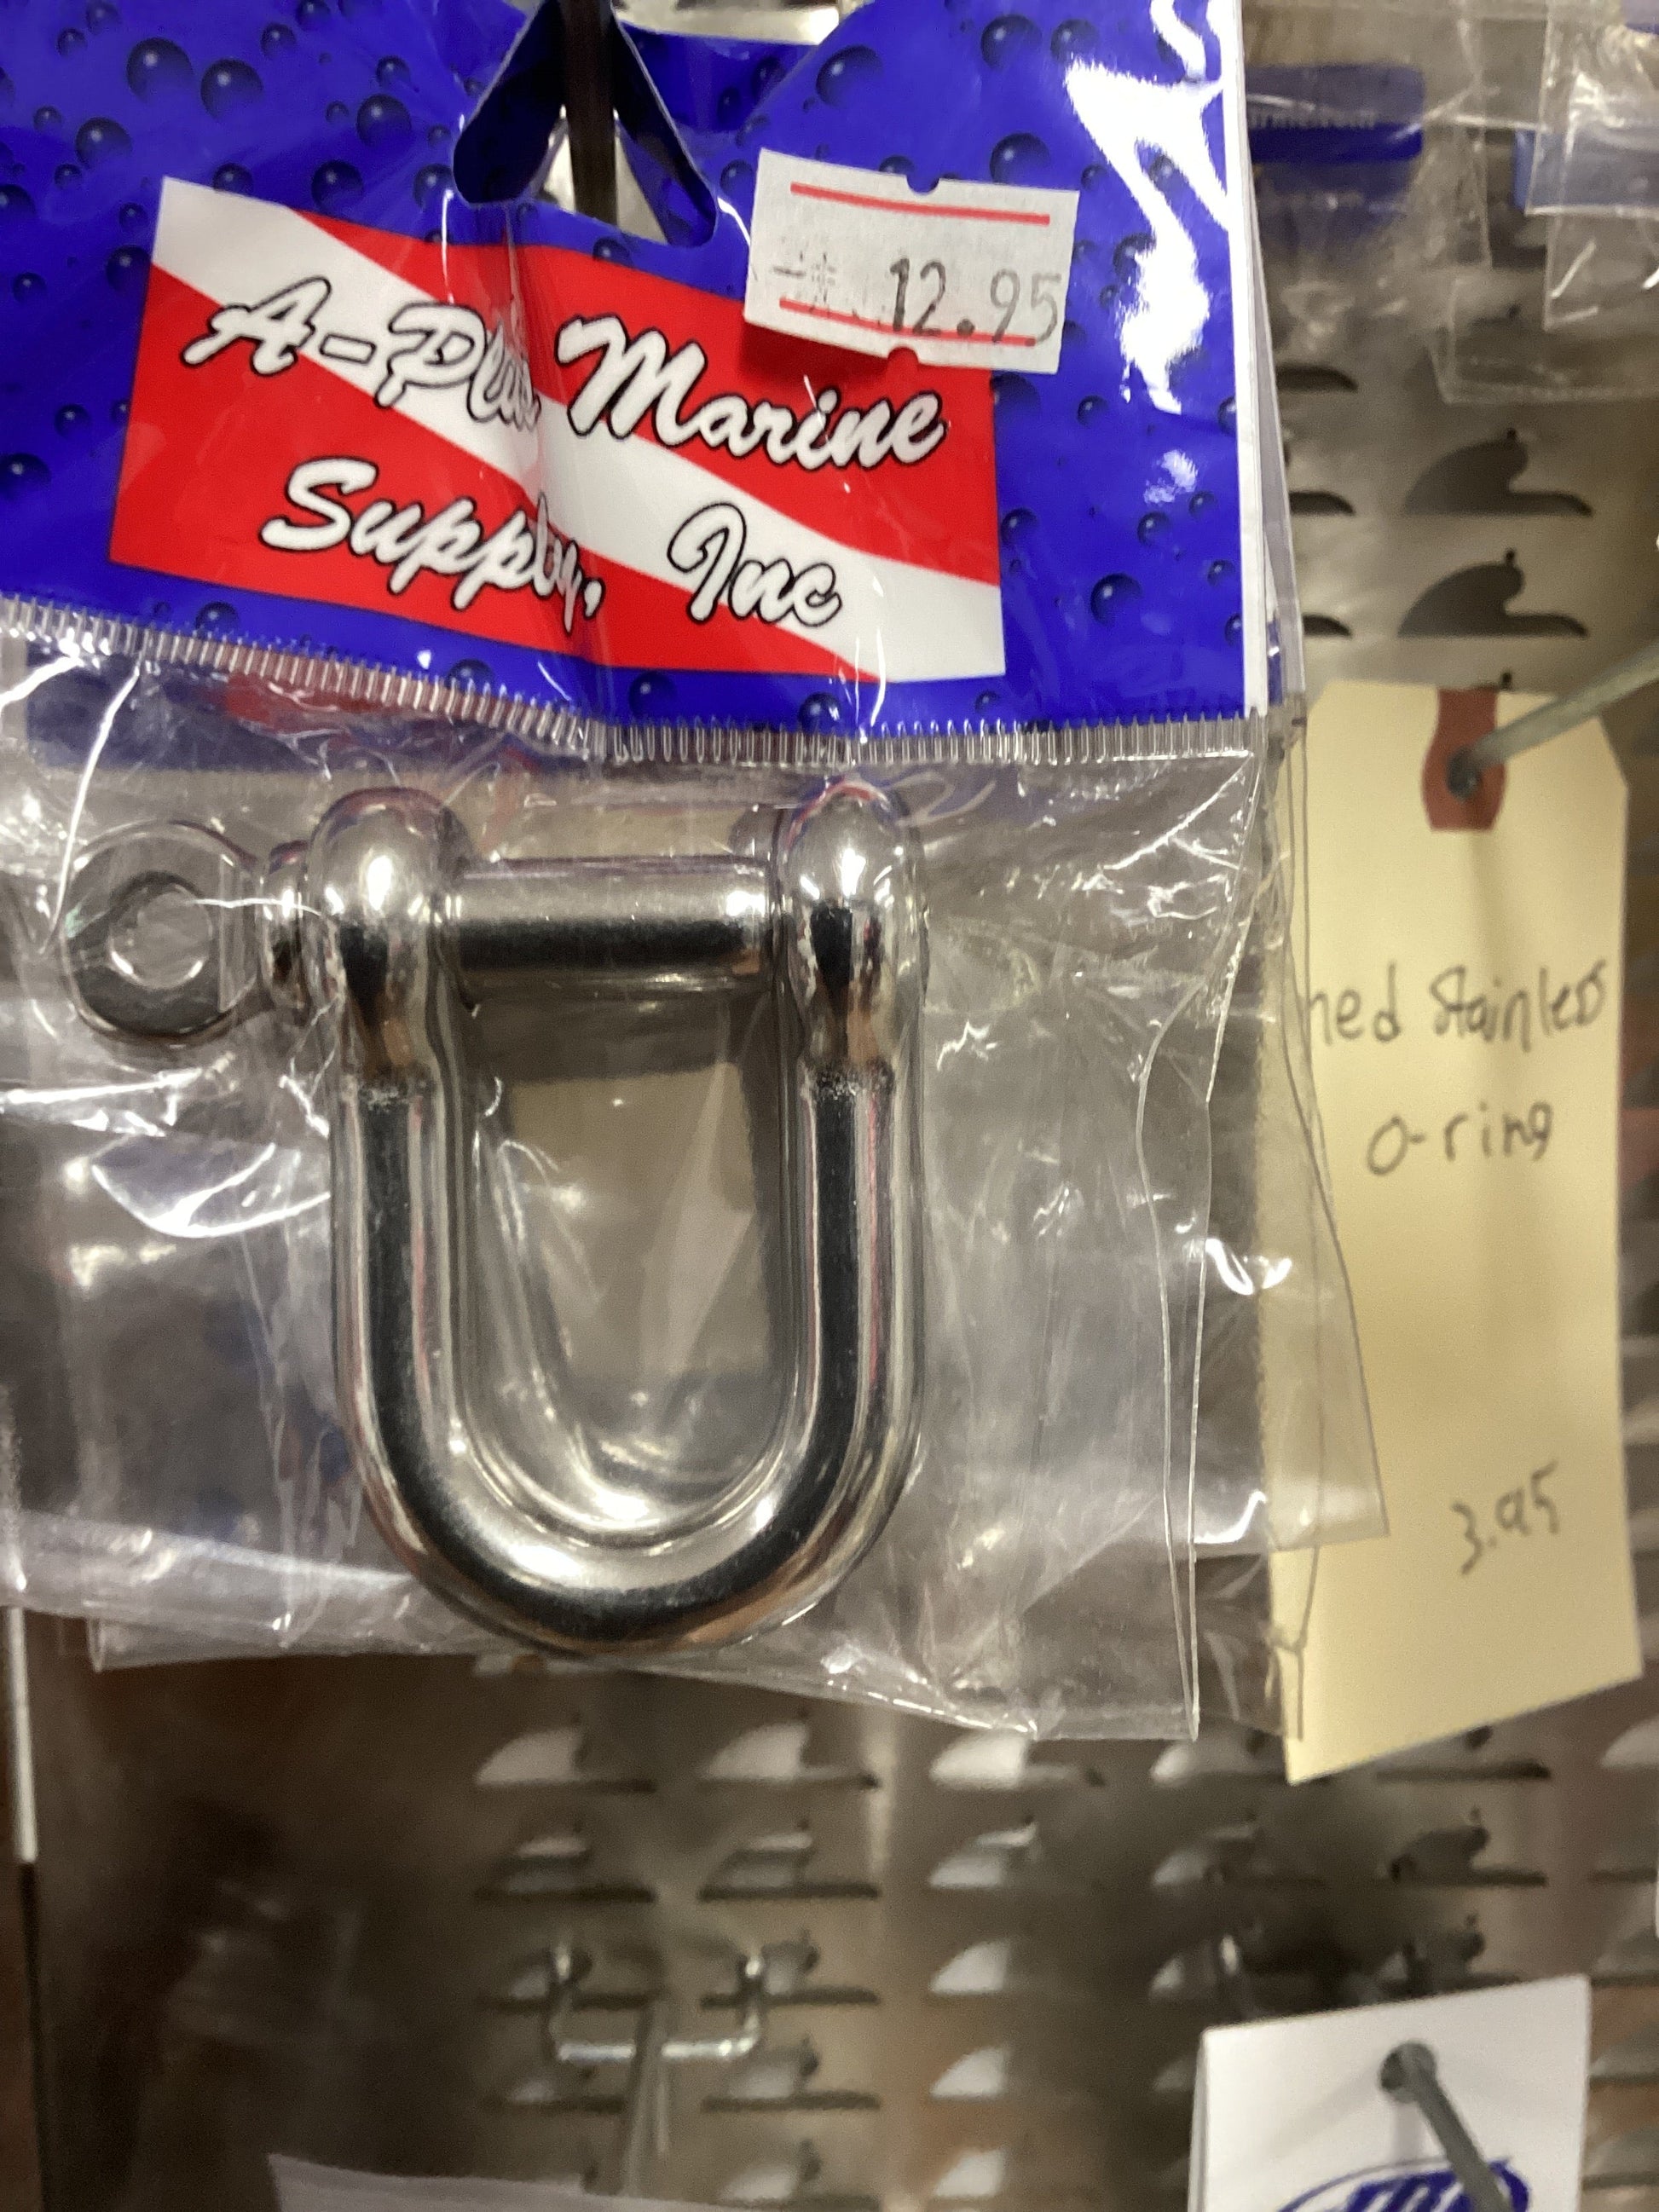 12.95
A-Plus Marine
Supply, Inc
ned Stainless
O-ring
3.95